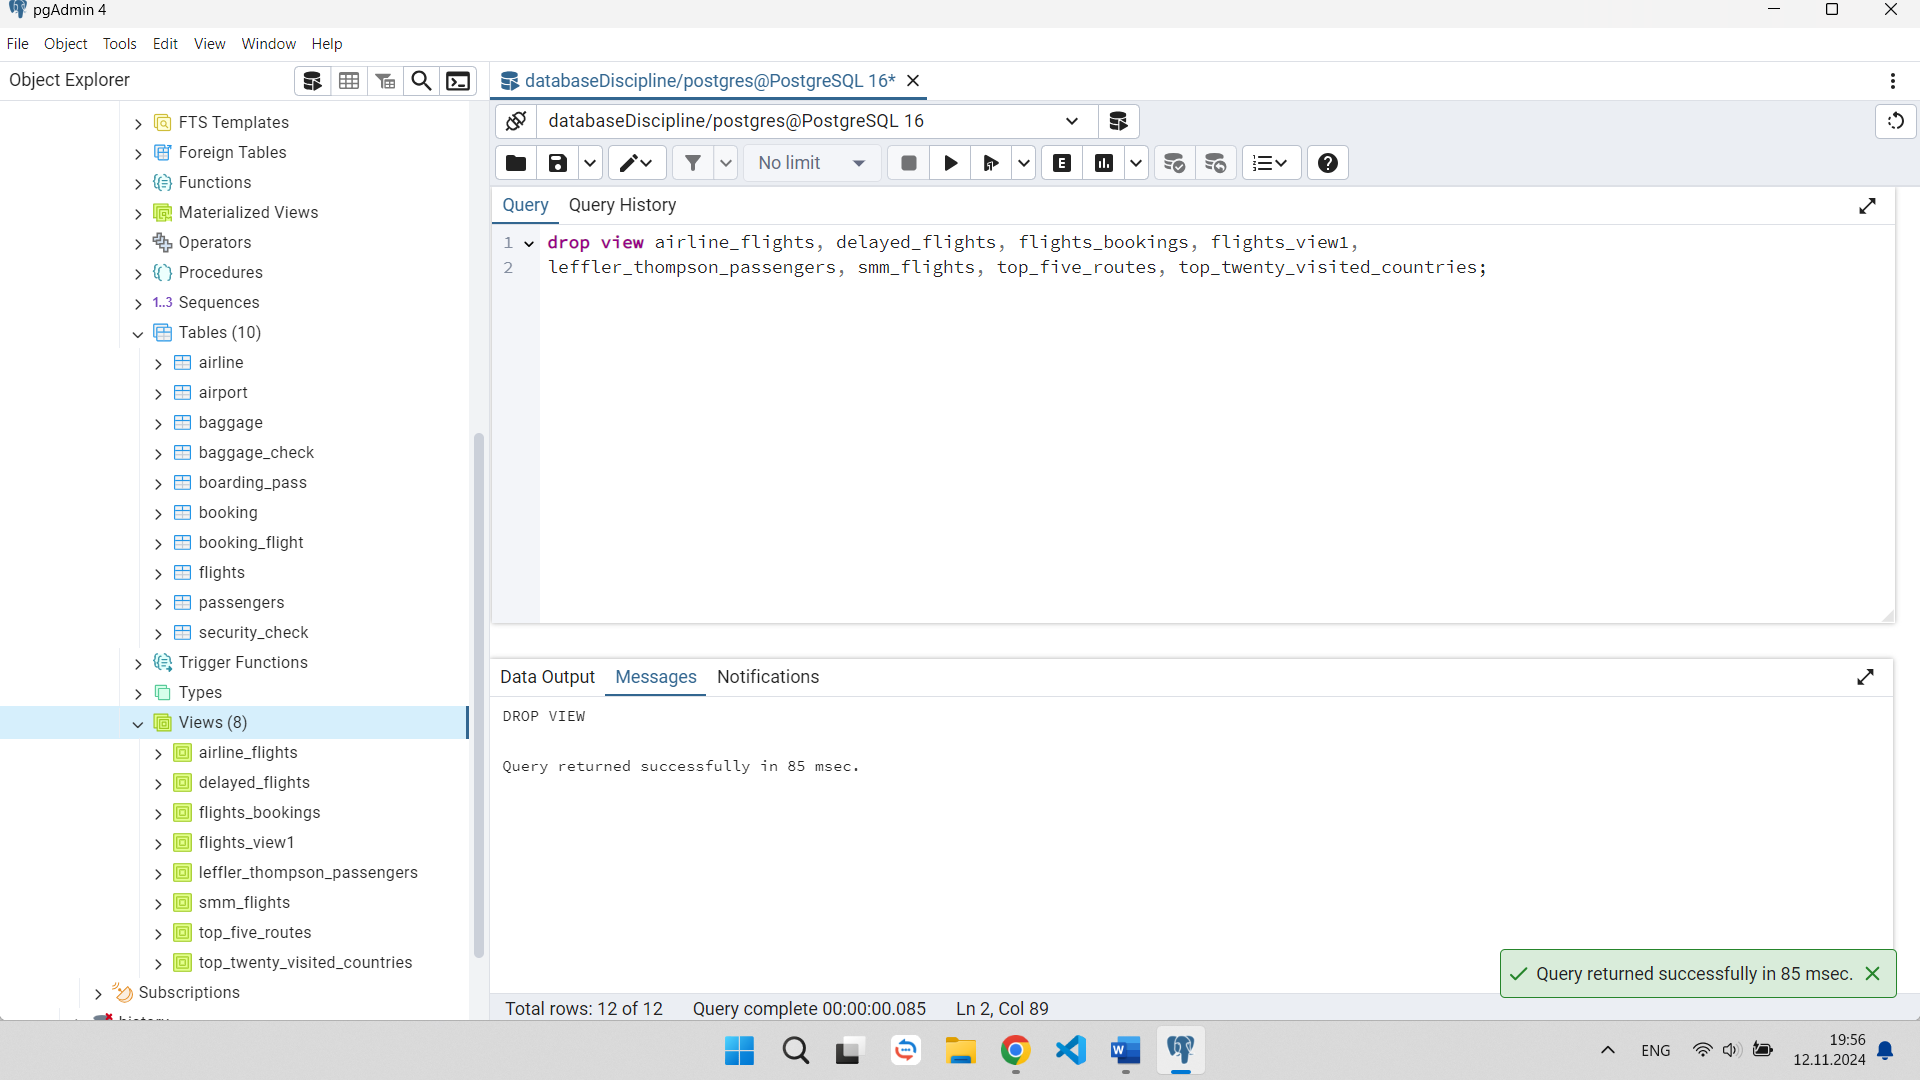 pgAdmin 4
File Object Tools Edit View Window Help
Object Explorer
databaseDiscipline/postgres@PostgreSQL 16*
databaseDiscipline/postgres@PostgreSQL 16
No limit
E
Query Query History
1 drop view airline_flights, delayed_flights, flights_bookings, flights_view1,
2 leffler_thompson_passengers, smm_flights, top_five_routes, top_twenty_visited_countries;
FTS Templates
Foreign Tables
Functions
Materialized Views
Operators
Procedures
1..3 Sequences
Tables (10)
airline
airport
baggage
baggage_check
boarding_pass
booking
booking_flight
flights
passengers
security_check
Trigger Functions
Types
Views (8)
airline_flights
delayed_flights
flights_bookings
flights_view1
leffler_thompson_passengers
smm_flights
top_five_routes
top_twenty_visited_countries
Subscriptions
Data Output Messages Notifications
DROP VIEW
Query returned successfully in 85 msec.
Query returned successfully in 85 msec.
Total rows: 12 of 12 Query complete 00:00:00.085 Ln 2, Col 89
W
ENG
19:56
12.11.2024